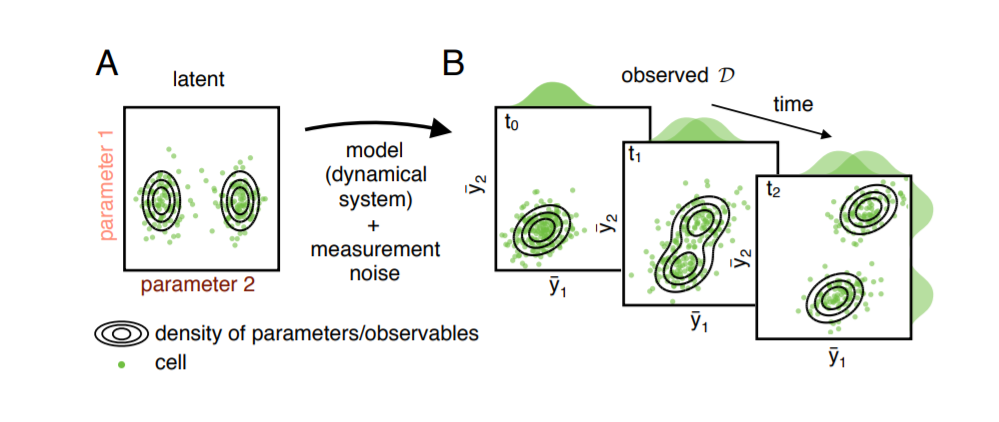 A
latent
parameter 1
parameter 2
model
(dynamical
system)
+
measurement
noise
B
observed 𝒟
time
t₀
ȳ₂
ȳ₁
t₁
ȳ₂
ȳ₁
t₂
ȳ₂
ȳ₁
density of parameters/observables
cell